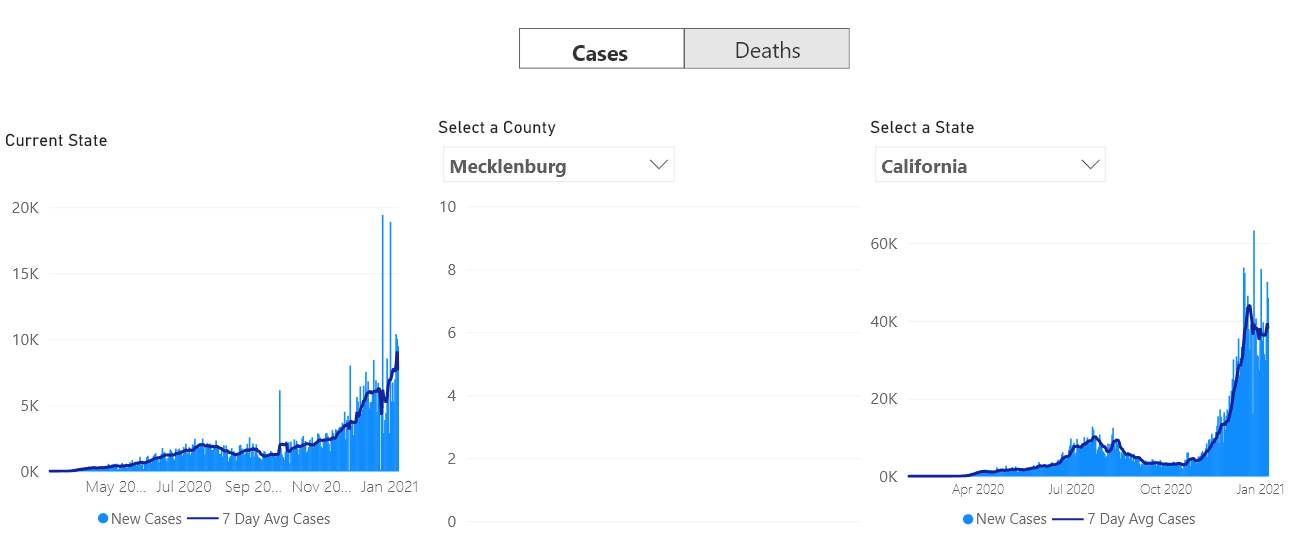 Cases Deaths
Current State
20K
15K
10K
5K
0K
May 20... Jul 2020 Sep 20... Nov 20... Jan 2021
New Cases 7 Day Avg Cases
Select a County
Mecklenburg
10
8
6
4
2
0
Select a State
California
60K
40K
20K
0K
Apr 2020 Jul 2020 Oct 2020 Jan 2021
New Cases 7 Day Avg Cases